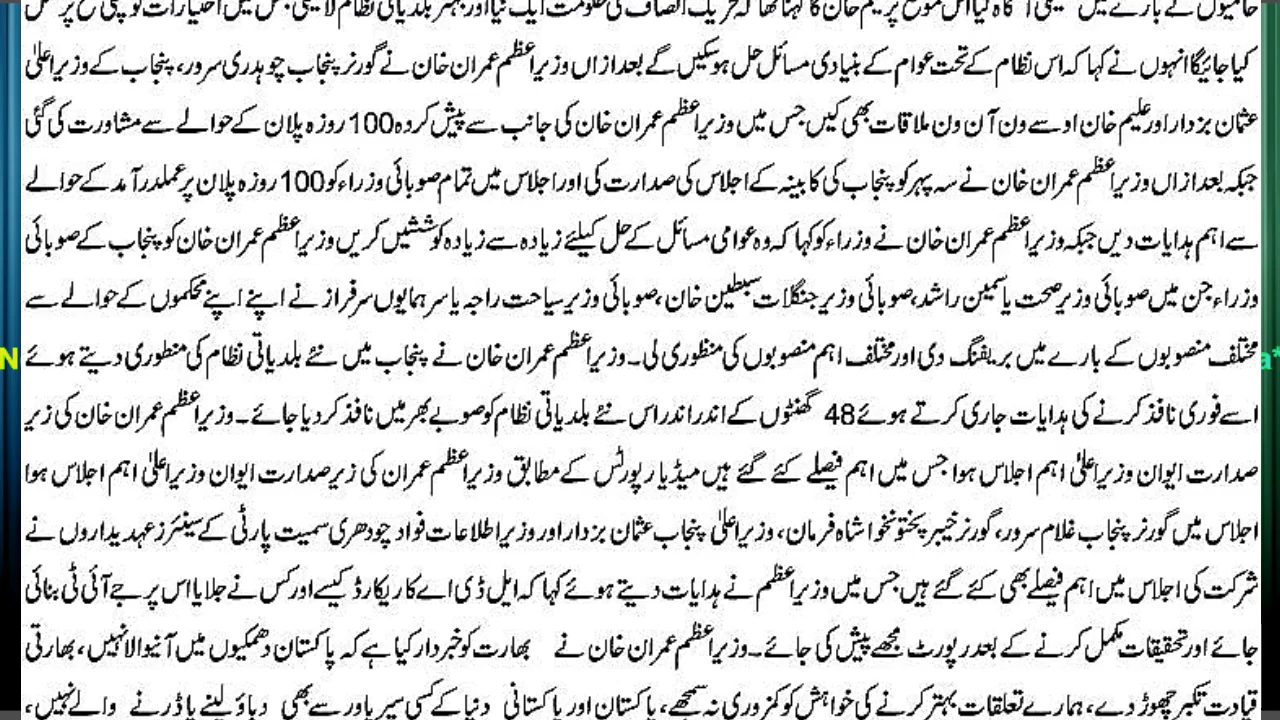 کیا جائیگا انہوں نے کہا کہ اس نظام کے تحت عوام کے بنیادی مسائل حل ہوسکیں گے بعدازاں وزیراعظم عمران خان نے گورنر پنجاب چوہدری سرور، پنجاب کے وزیراعلیٰ
عثمان بزدار اور علیم خان او سے ون آن ون ملاقات بھی کیں جس میں وزیراعظم عمران خان کی جانب سے پیش کردہ 100 روزہ پلان کے حوالے سے مشاورت کی گئی
جبکہ بعدازاں وزیراعظم عمران خان نے سہ پہر کو پنجاب کی کابینہ کے اجلاس کی صدارت کی اور اجلاس میں تمام صوبائی وزراء کو 100 روزہ پلان پر عملدرآمد کے حوالے
سے اہم ہدایات دیں جبکہ وزیراعظم عمران خان نے وزراء کو کہا کہ وہ عوامی مسائل کے حل کیلئے زیادہ سے زیادہ کوششیں کریں وزیراعظم عمران خان کو پنجاب کے صوبائی
وزراء جن میں صوبائی وزیر صحت یاسمین راشد، صوبائی وزیر جنگلات سبطین خان، صوبائی وزیر سیاحت راجہ یاسر ہمایوں سرفراز نے اپنے اپنے محکموں کے حوالے سے
مختلف منصوبوں کے بارے میں بریفنگ دی اور مختلف اہم منصوبوں کی منظوری لی۔ وزیراعظم عمران خان نے پنجاب میں نئے بلدیاتی نظام کی منظوری دیتے ہوئے
اسے فوری نافذ کرنے کی ہدایات جاری کرتے ہوئے 48 گھنٹوں کے اندر اندر اس نئے بلدیاتی نظام کو صوبے بھر میں نافذ کردیا جائے۔ وزیراعظم عمران خان کی زیر
صدارت ایوان وزیراعلیٰ اہم اجلاس ہوا جس میں اہم فیصلے کئے گئے ہیں میڈیا رپورٹس کے مطابق وزیراعظم عمران کی زیر صدارت ایوان وزیراعلیٰ اہم اجلاس ہوا
اجلاس میں گورنر پنجاب غلام سرور، گورنر خیبر پختونخوا شاہ فرمان، وزیراعلیٰ پنجاب عثمان بزدار اور وزیر اطلاعات فواد چودھری سمیت پارٹی کے سینئرز عہدیداروں نے
شرکت کی اجلاس میں اہم فیصلے بھی کئے گئے ہیں جس میں وزیراعظم نے ہدایات دیتے ہوئے کہا کہ ایل ڈی اے کا ریکارڈ کیسے اور کس نے جلایا اس پر جے آئی ٹی بنائی
جائے اور تحقیقات مکمل کرنے کے بعد رپورٹ مجھے پیش کی جائے۔ وزیراعظم عمران خان نے بھارت کو خبردار کیا ہے کہ پاکستان دھمکیوں میں آنیوالا نہیں، بھارتی
قیادت تکبر چھوڑ دے، ہمارے تعلقات بہتر کرنے کی خواہش کو کمزوری نہ سمجھے، پاکستان اور پاکستانی دنیا کے کسی سپر پاور سے بھی دباؤ لینے یا ڈرنے والے نہیں،